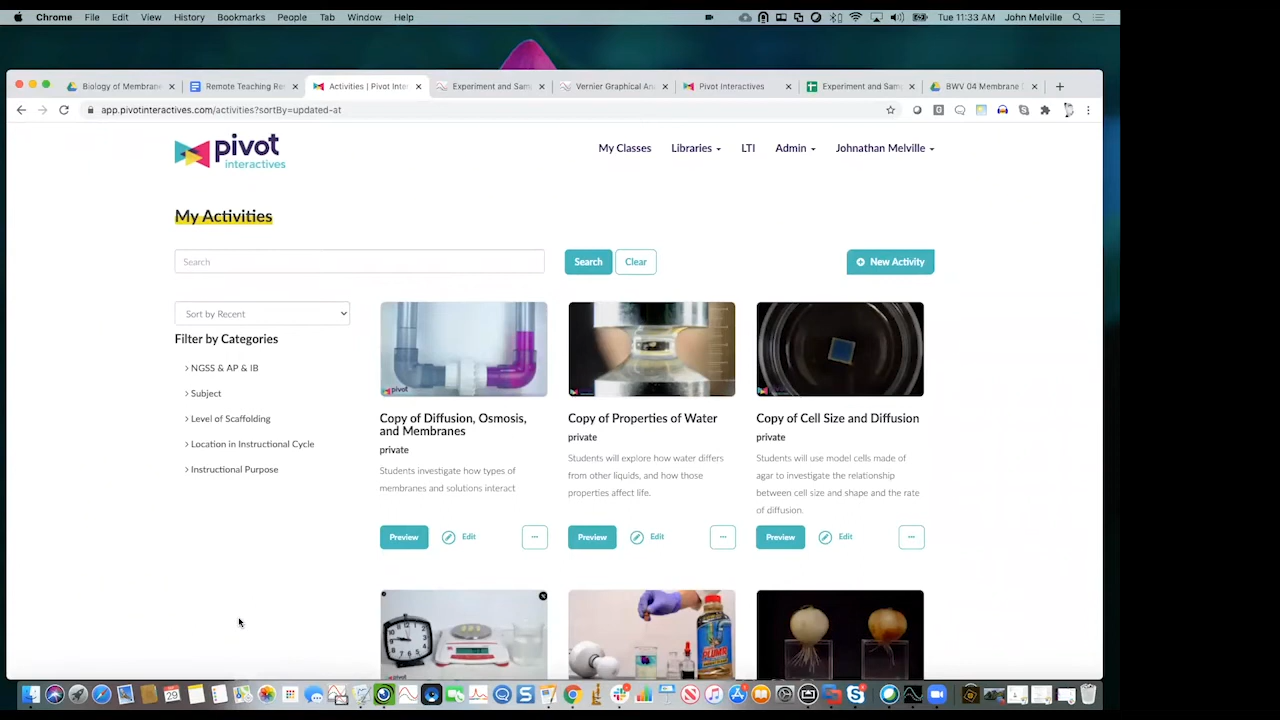 Chrome File Edit View History Bookmarks People Tab Window Help Tue 11:33 AM John Melville
Biology of Membrane Remote Teaching Re Activities | Pivot Inter Experiment and Sam Vernier Graphical An Pivot Interactives Experiment and Sam BWV 04 Membrane
app.pivotinteractives.com/activities?sortBy=updated-at
pivot
interactives
My Classes Libraries LTI Admin Johnathan Melville
My Activities
Search Search Clear New Activity
Sort by Recent
Filter by Categories
NGSS & AP & IB
Subject
Level of Scaffolding
Location in Instructional Cycle
Instructional Purpose
pivot
Copy of Diffusion, Osmosis,
and Membranes
private
Students investigate how types of
membranes and solutions interact
Preview Edit ...
Copy of Properties of Water
private
Students will explore how water differs
from other liquids, and how those
properties affect life.
Preview Edit ...
Copy of Cell Size and Diffusion
private
Students will use model cells made of
agar to investigate the relationship
between cell size and shape and the rate
of diffusion.
Preview Edit ...